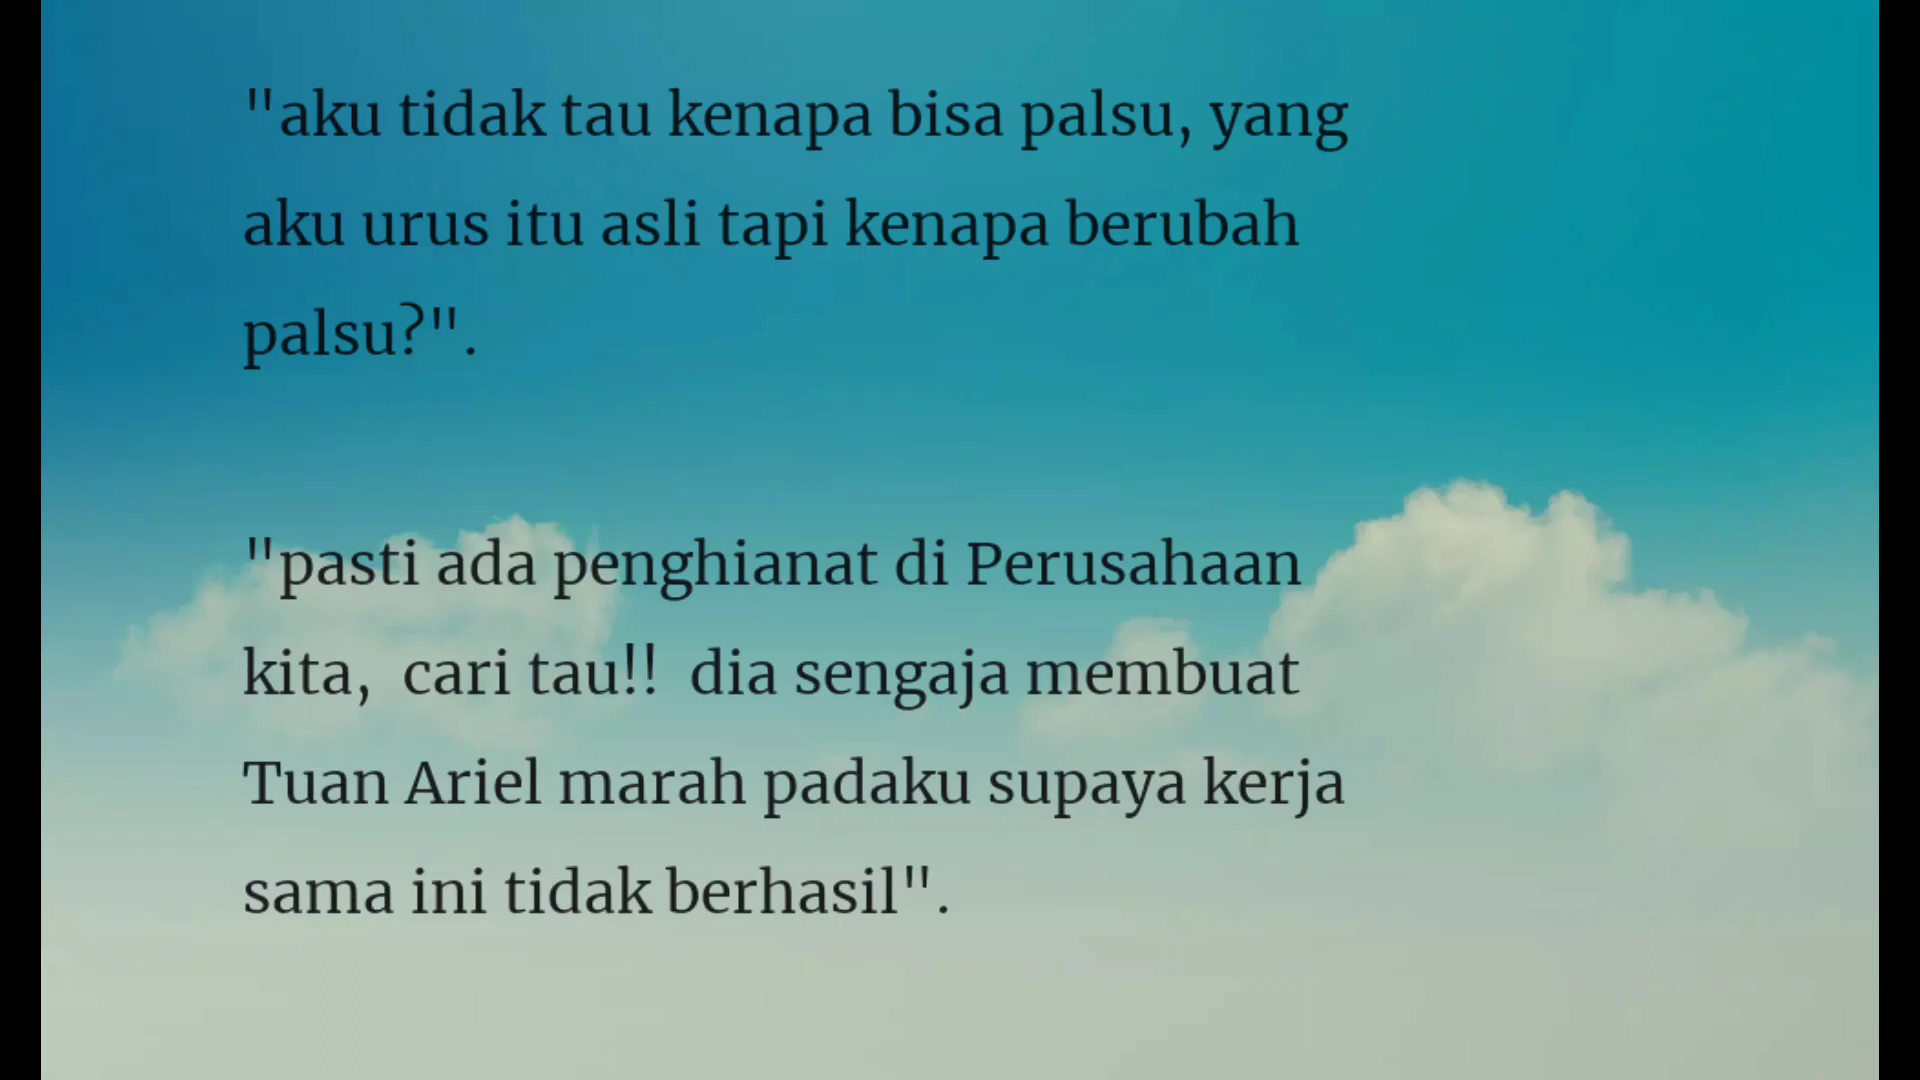 "aku tidak tau kenapa bisa palsu, yang
aku urus itu asli tapi kenapa berubah
palsu?".
"pasti ada penghianat di Perusahaan
kita,  cari tau!!  dia sengaja membuat
Tuan Ariel marah padaku supaya kerja
sama ini tidak berhasil".